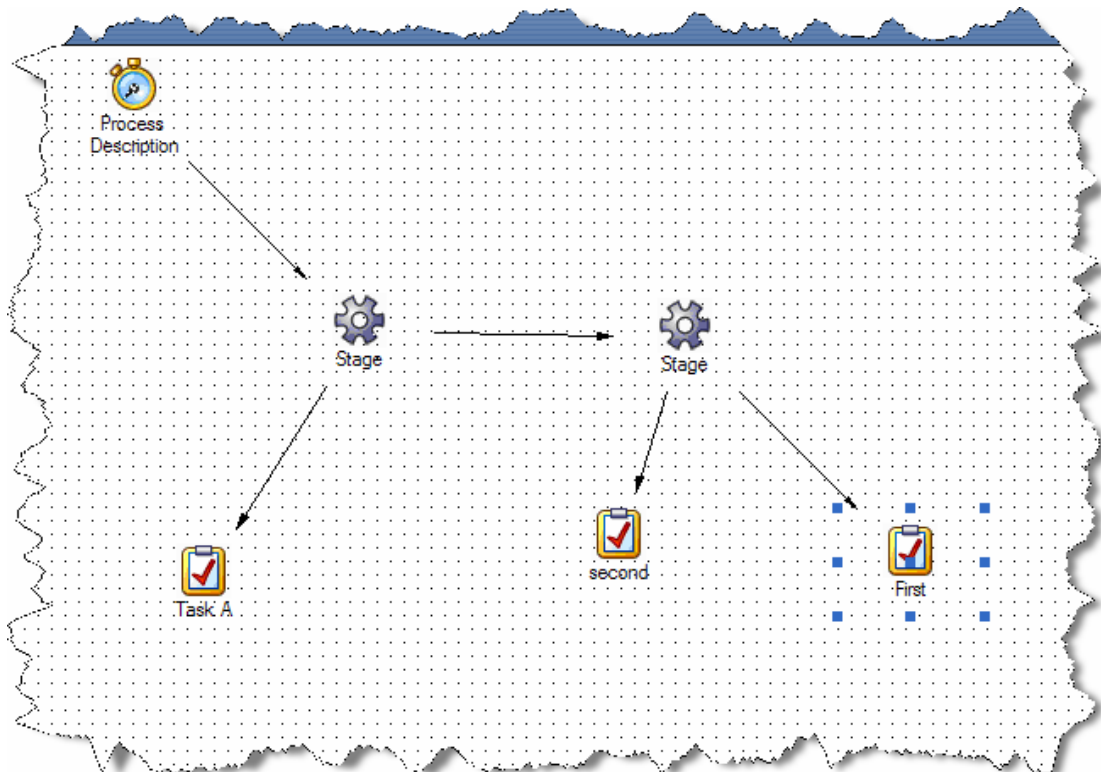 Process
Description
Stage
Stage
second
First
Task A